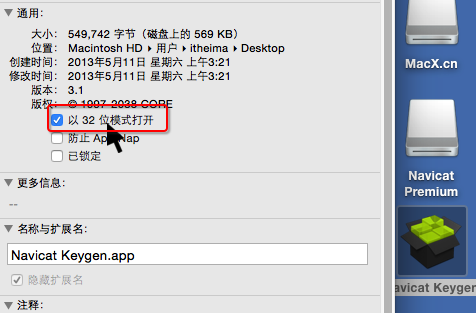 通用:
大小: 549,742 字节（磁盘上的 569 KB）
位置: Macintosh HD ▸ 用户 ▸ itheima ▸ Desktop
创建时间: 2013年5月11日 星期六 上午3:21
修改时间: 2013年5月11日 星期六 上午3:21
版本: 3.1
版权: © 1997-2038 CORE
以 32 位模式打开
防止 App Nap
已锁定
更多信息:
--
名称与扩展名:
Navicat Keygen.app
隐藏扩展名
注释:
MacX.cn
Navicat
Premium
avicat Keygen